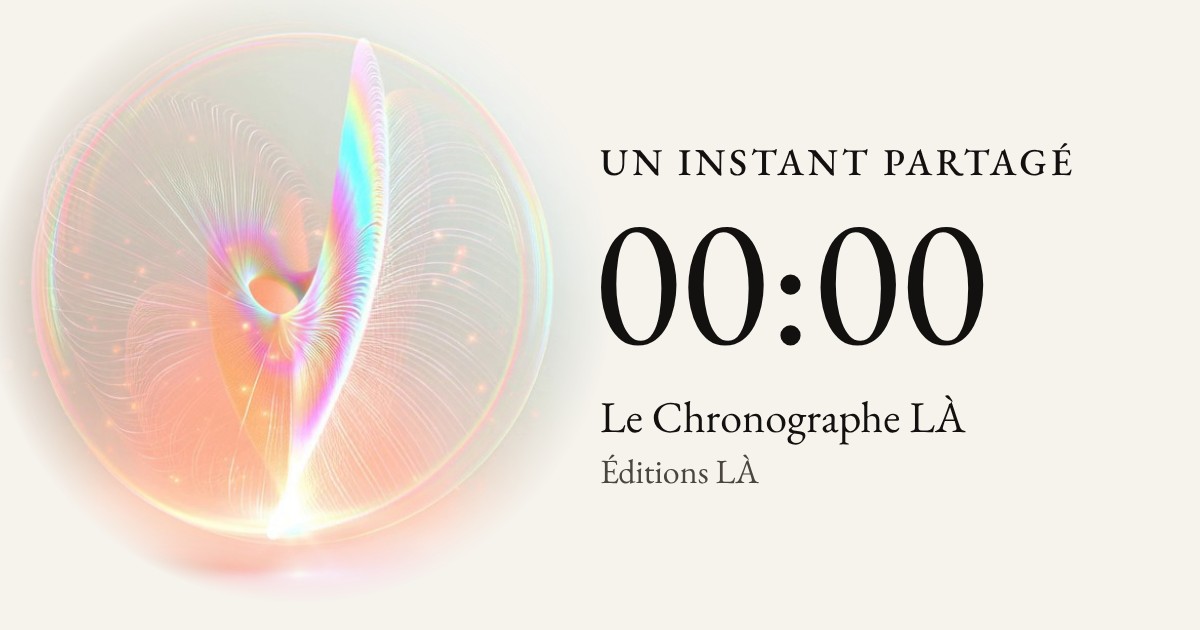 UN INSTANT PARTAGÉ
00:00
Le Chronographe LÀ
Éditions LÀ